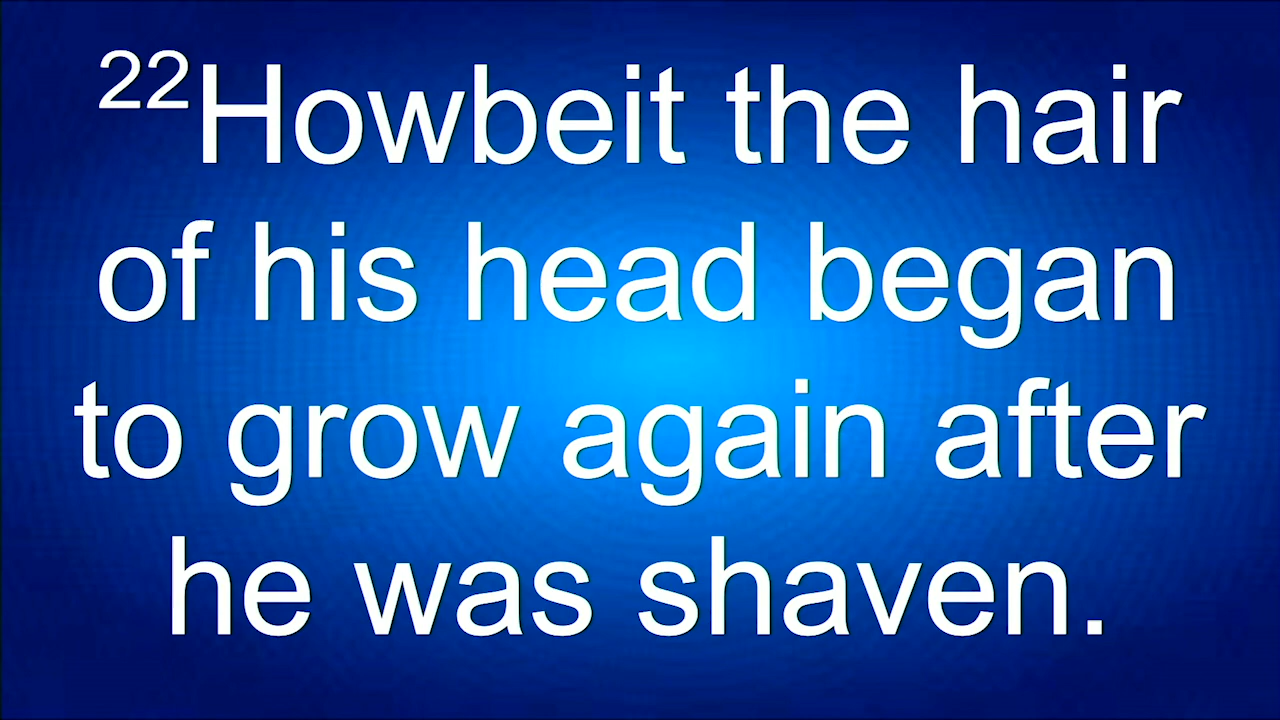 22Howbeit the hair
of his head began
to grow again after
he was shaven.